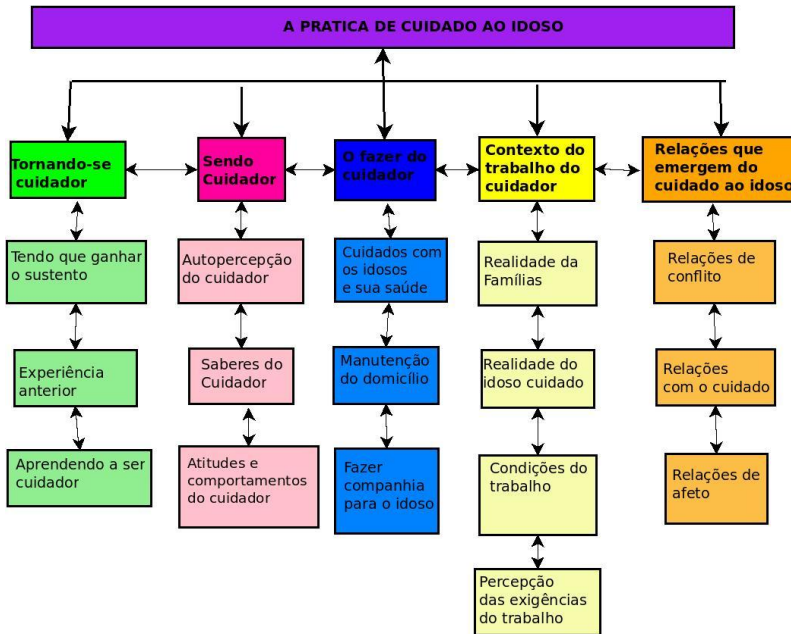 A PRATICA DE CUIDADO AO IDOSO
Tornando-se
cuidador
Sendo
Cuidador
O fazer do
cuidador
Contexto do
trabalho do
cuidador
Relações que
emergem do
cuidado ao idoso
Tendo que ganhar
o sustento
Autopercepção
do cuidador
Cuidados com
os idosos
e sua saúde
Realidade da
Famílias
Relações de
conflito
Experiência
anterior
Saberes do
Cuidador
Manutenção
do domicílio
Realidade do
idoso cuidado
Relações
com o cuidado
Aprendendo a ser
cuidador
Atitudes e
comportamentos
do cuidador
Fazer
companhia
para o idoso
Condições do
trabalho
Relações de
afeto
Percepção
das exigências
do trabalho